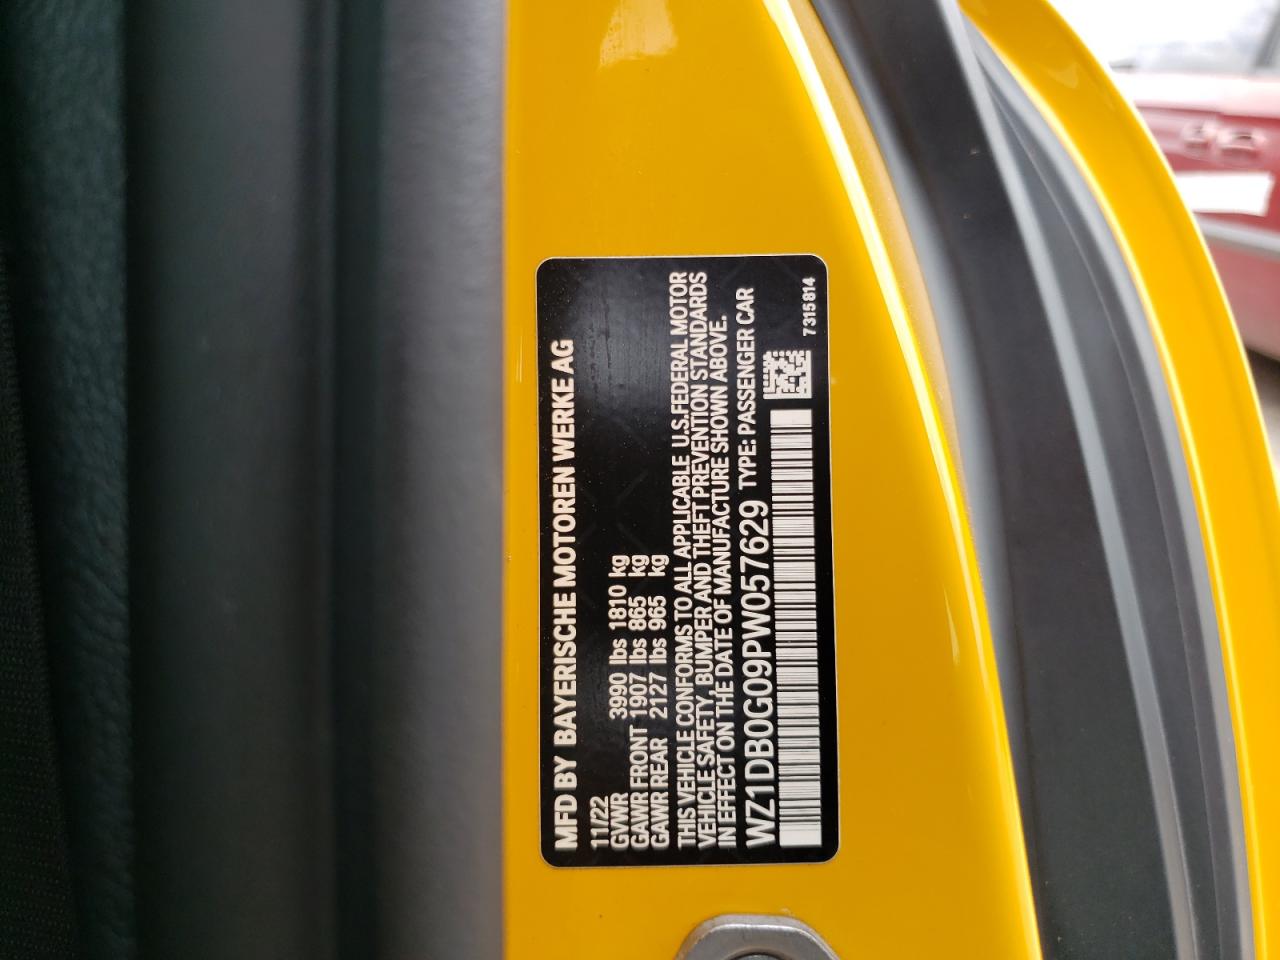 MFD BY BAYERISCHE MOTOREN WERKE AG
11/22
GVWR 3990 lbs 1810 kg
GAWR FRONT 1907 lbs 865 kg
GAWR REAR 2127 lbs 965 kg
THIS VEHICLE CONFORMS TO ALL APPLICABLE U.S.FEDERAL MOTOR
VEHICLE SAFETY, BUMPER AND THEFT PREVENTION STANDARDS
IN EFFECT ON THE DATE OF MANUFACTURE SHOWN ABOVE.
WZ1DB0G09PW057629 TYPE: PASSENGER CAR
7315814